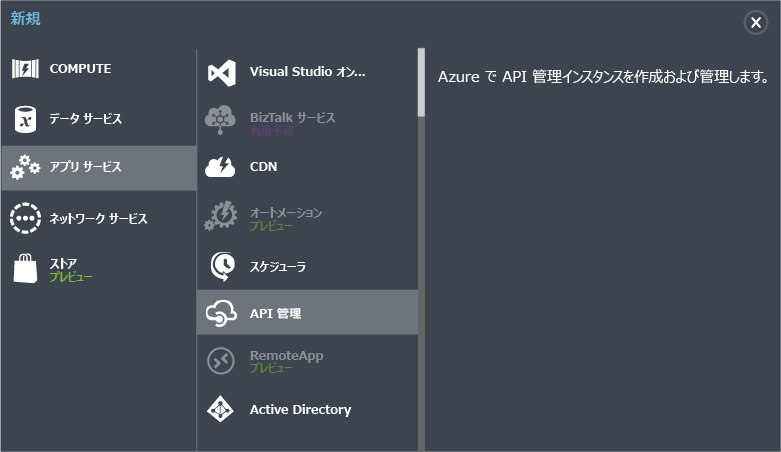 新規
COMPUTE
データ サービス
アプリ サービス
ネットワーク サービス
ストア
プレビュー
Visual Studio オン...
BizTalk サービス
利用不可
CDN
オートメーション
プレビュー
スケジューラ
API 管理
RemoteApp
プレビュー
Active Directory
Azure で API 管理インスタンスを作成および管理します。